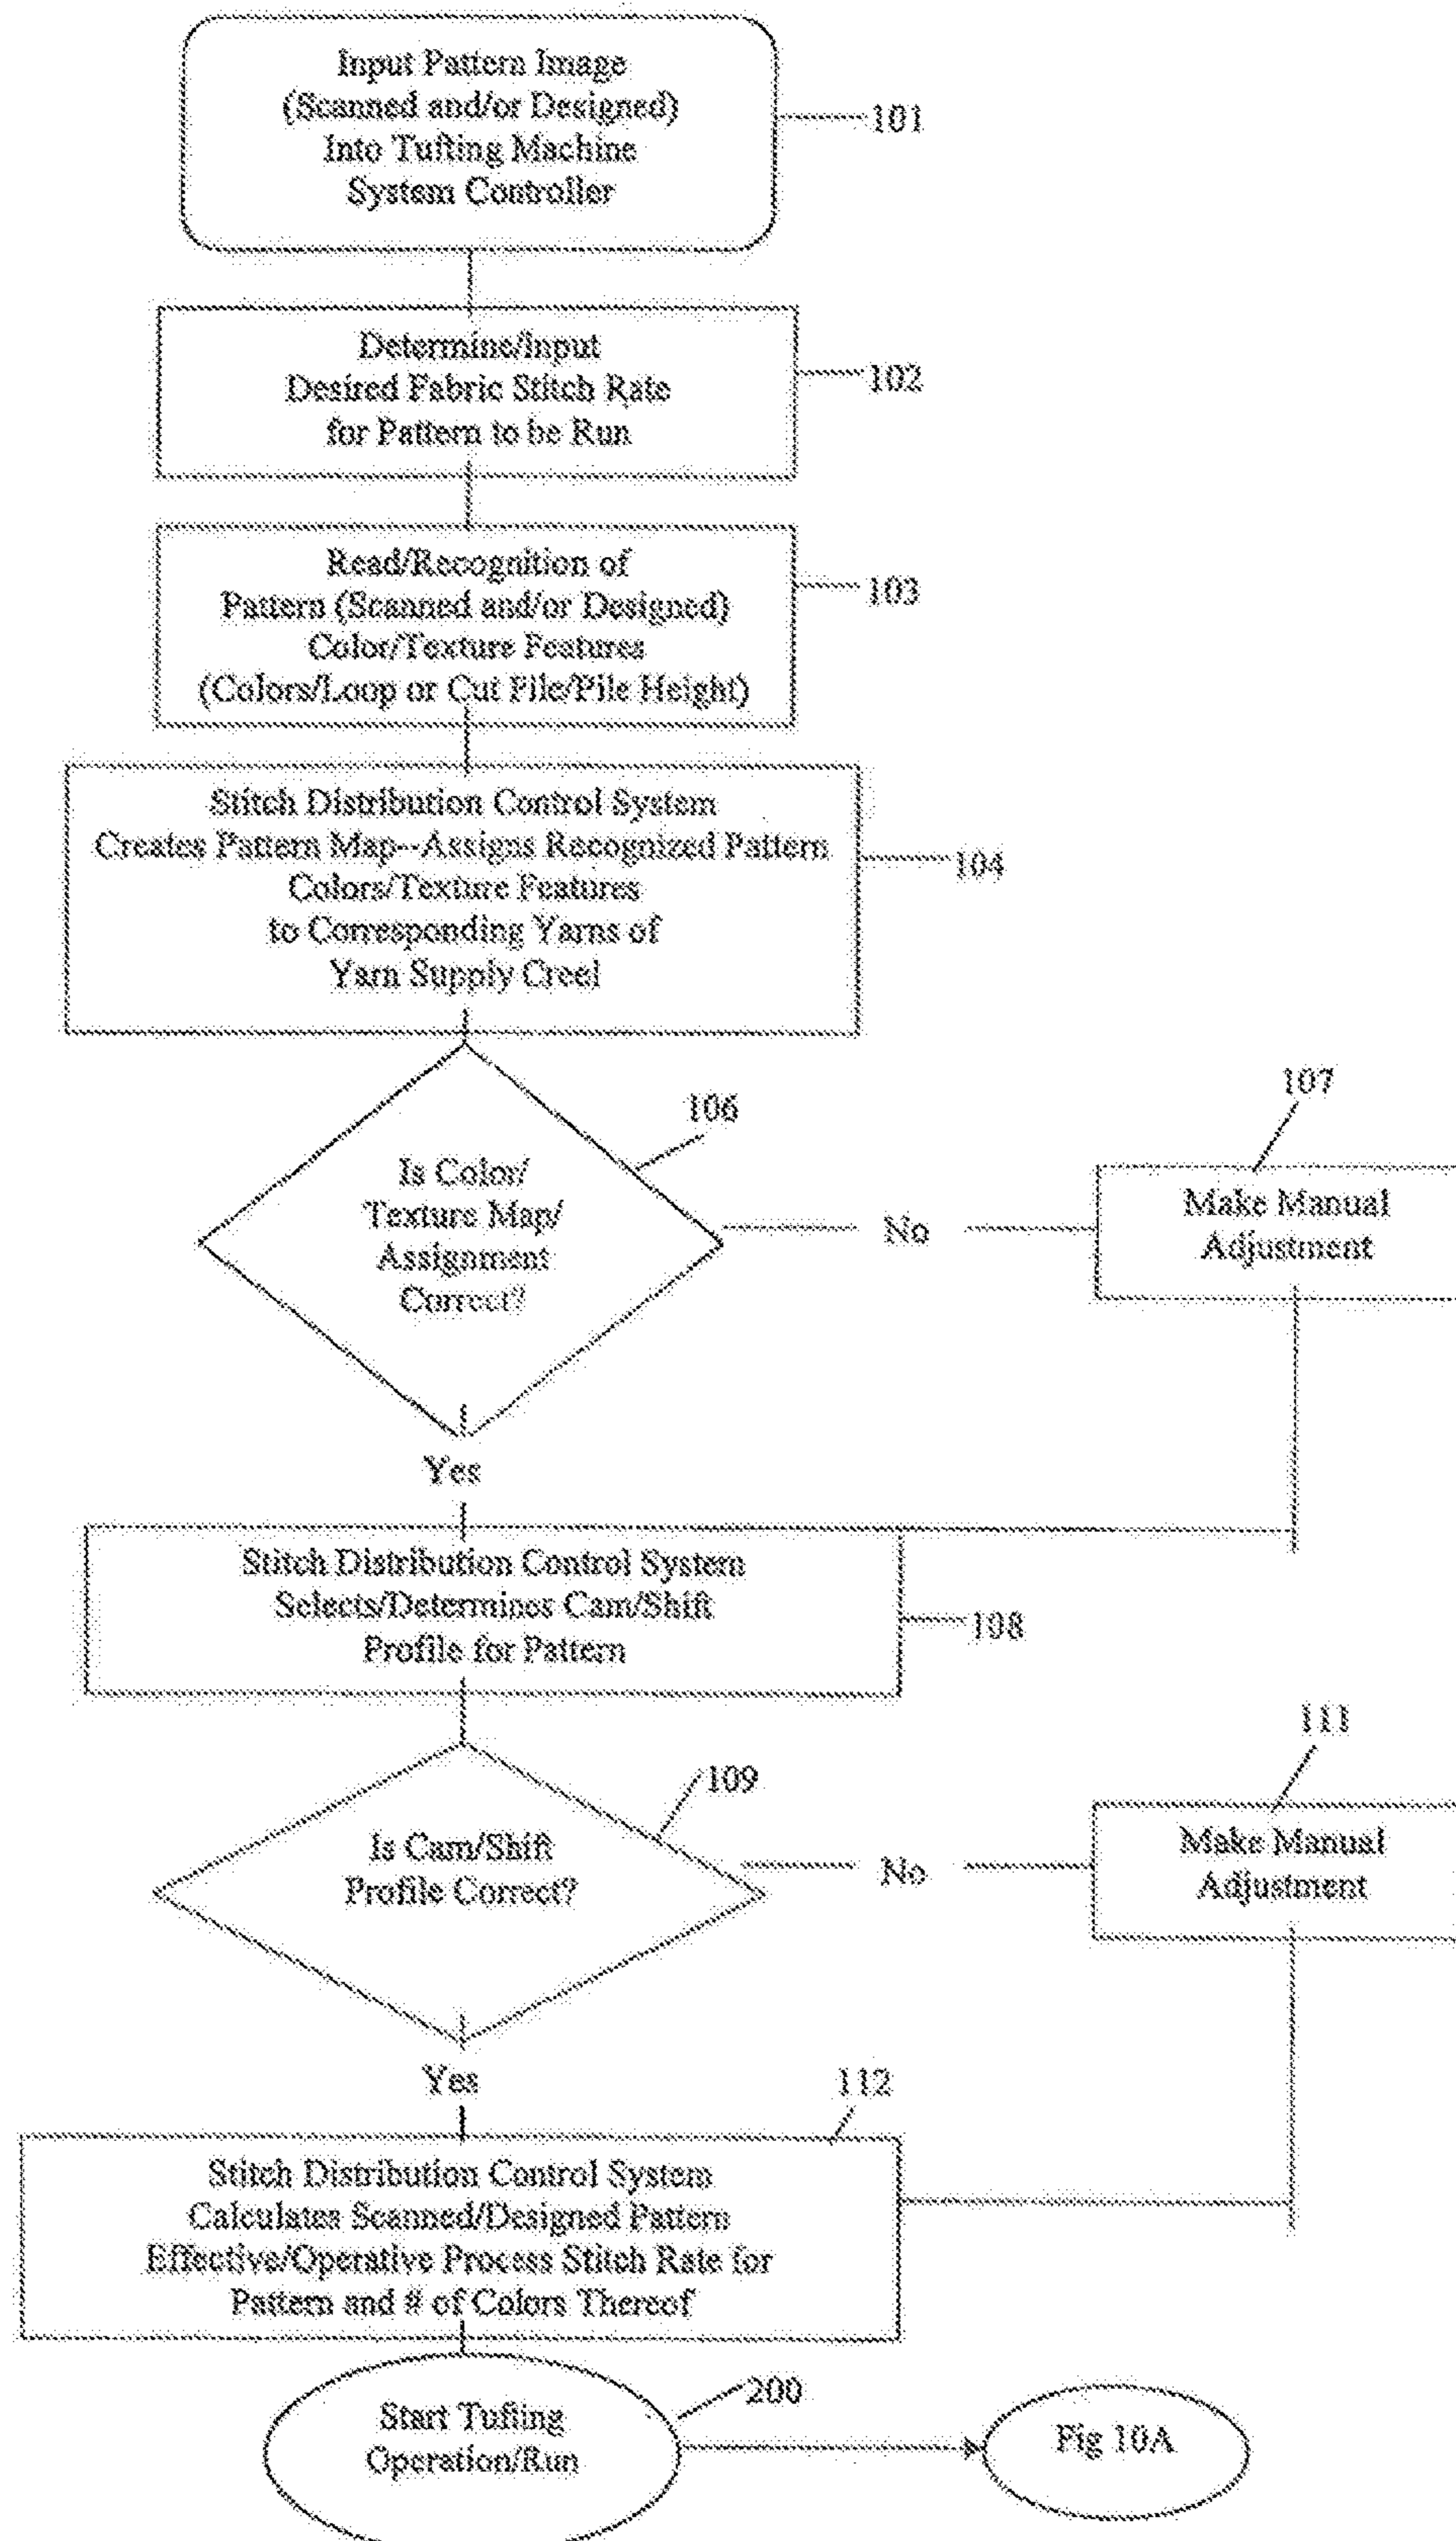 Input Pattern Image
(Scanned and/or Designed)
Into Tufting Machine
System Controller
101
Determine/Input
Desired Fabric Stitch Rate
for Pattern to be Run
102
Read/Recognition of
Pattern (Scanned and/or Designed)
Color/Texture Features
(Colors/Loop or Cut Pile/Pile Height)
103
Stitch Distribution Control System
Creates Pattern Map--Assigns Recognized Pattern
Colors/Texture Features
to Corresponding Yarns of
Yarn Supply Creel
104
106
Is Color/
Texture Map/
Assignment
Correct?
No
107
Make Manual
Adjustment
Yes
Stitch Distribution Control System
Selects/Determines Cam/Shift
Profile for Pattern
108
109
Is Cam/Shift
Profile Correct?
No
111
Make Manual
Adjustment
Yes
112
Stitch Distribution Control System
Calculates Scanned/Designed Pattern
Effective/Operative Process Stitch Rate for
Pattern and # of Colors Thereof
200
Start Tufting
Operation/Run
Fig 10A